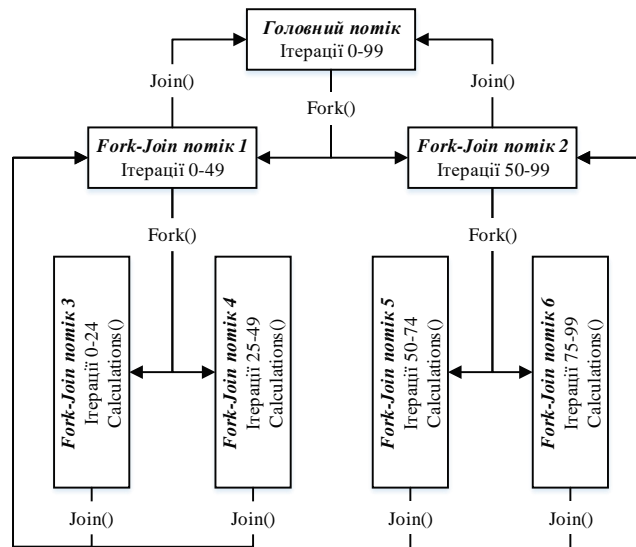 Головний потік
Ітерації 0-99
Join()
Join()
Fork()
Fork-Join потік 1
Ітерації 0-49
Fork-Join потік 2
Ітерації 50-99
Fork()
Fork()
Fork-Join потік 3
Ітерації 0-24
Calculations()
Fork-Join потік 4
Ітерації 25-49
Calculations()
Fork-Join потік 5
Ітерації 50-74
Calculations()
Fork-Join потік 6
Ітерації 75-99
Calculations()
Join()
Join()
Join()
Join()